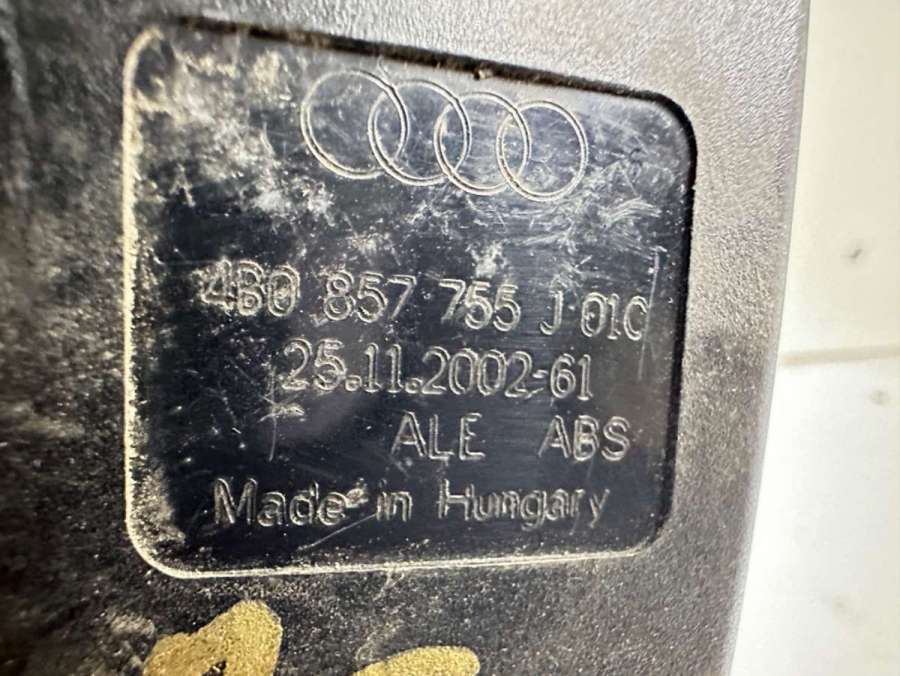 4B0 857 755 J 01C
25.11.2002-61
ALE ABS
Made in Hungary